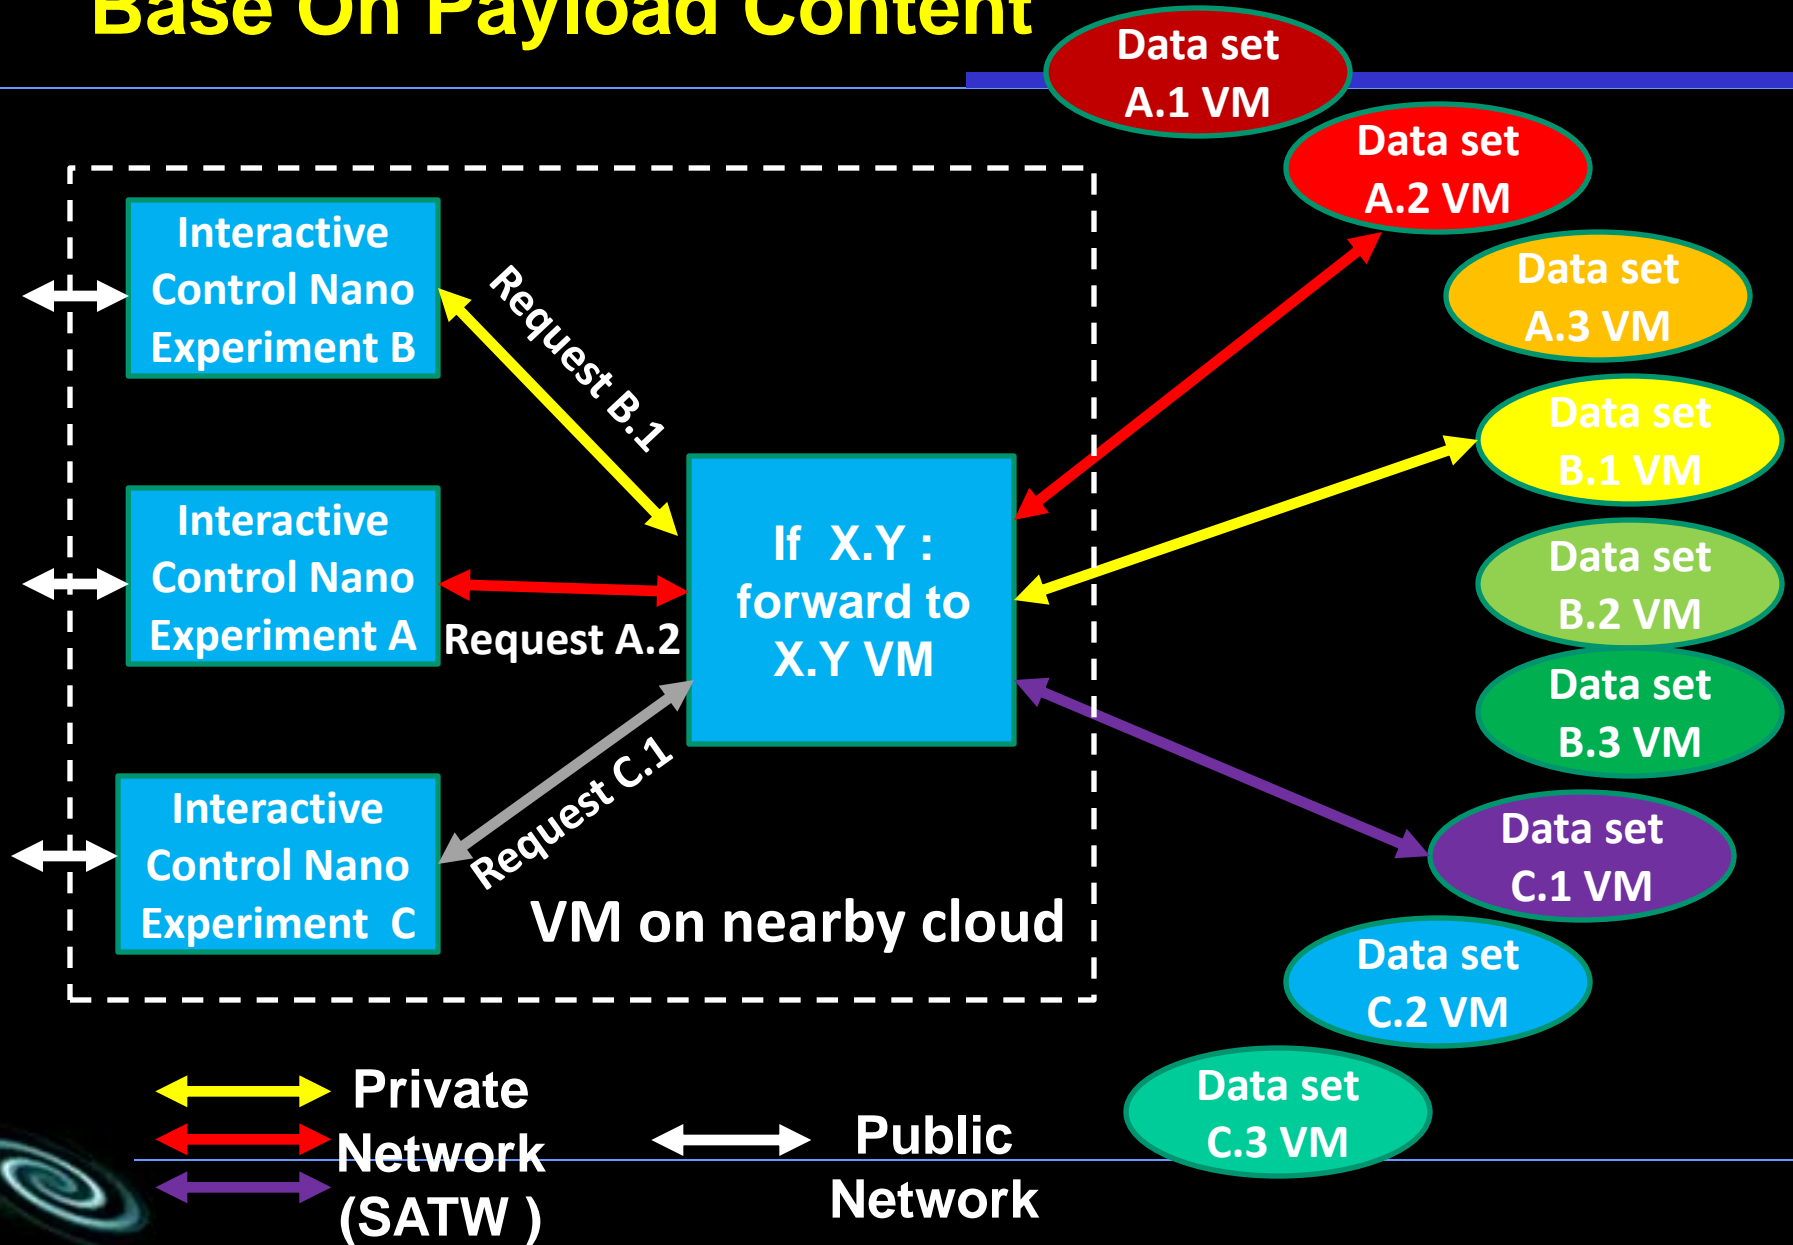 Base On Payload Content
Data set
A.1 VM
Data set
A.2 VM
Data set
A.3 VM
Data set
B.1 VM
Data set
B.2 VM
Data set
B.3 VM
Data set
C.1 VM
Data set
C.2 VM
Data set
C.3 VM
Interactive
Control Nano
Experiment B
Request B.1
Interactive
Control Nano
Experiment A
Request A.2
If X.Y :
forward to
X.Y VM
Interactive
Control Nano
Experiment C
Request C.1
VM on nearby cloud
Private
Network
(SATW )
Public
Network